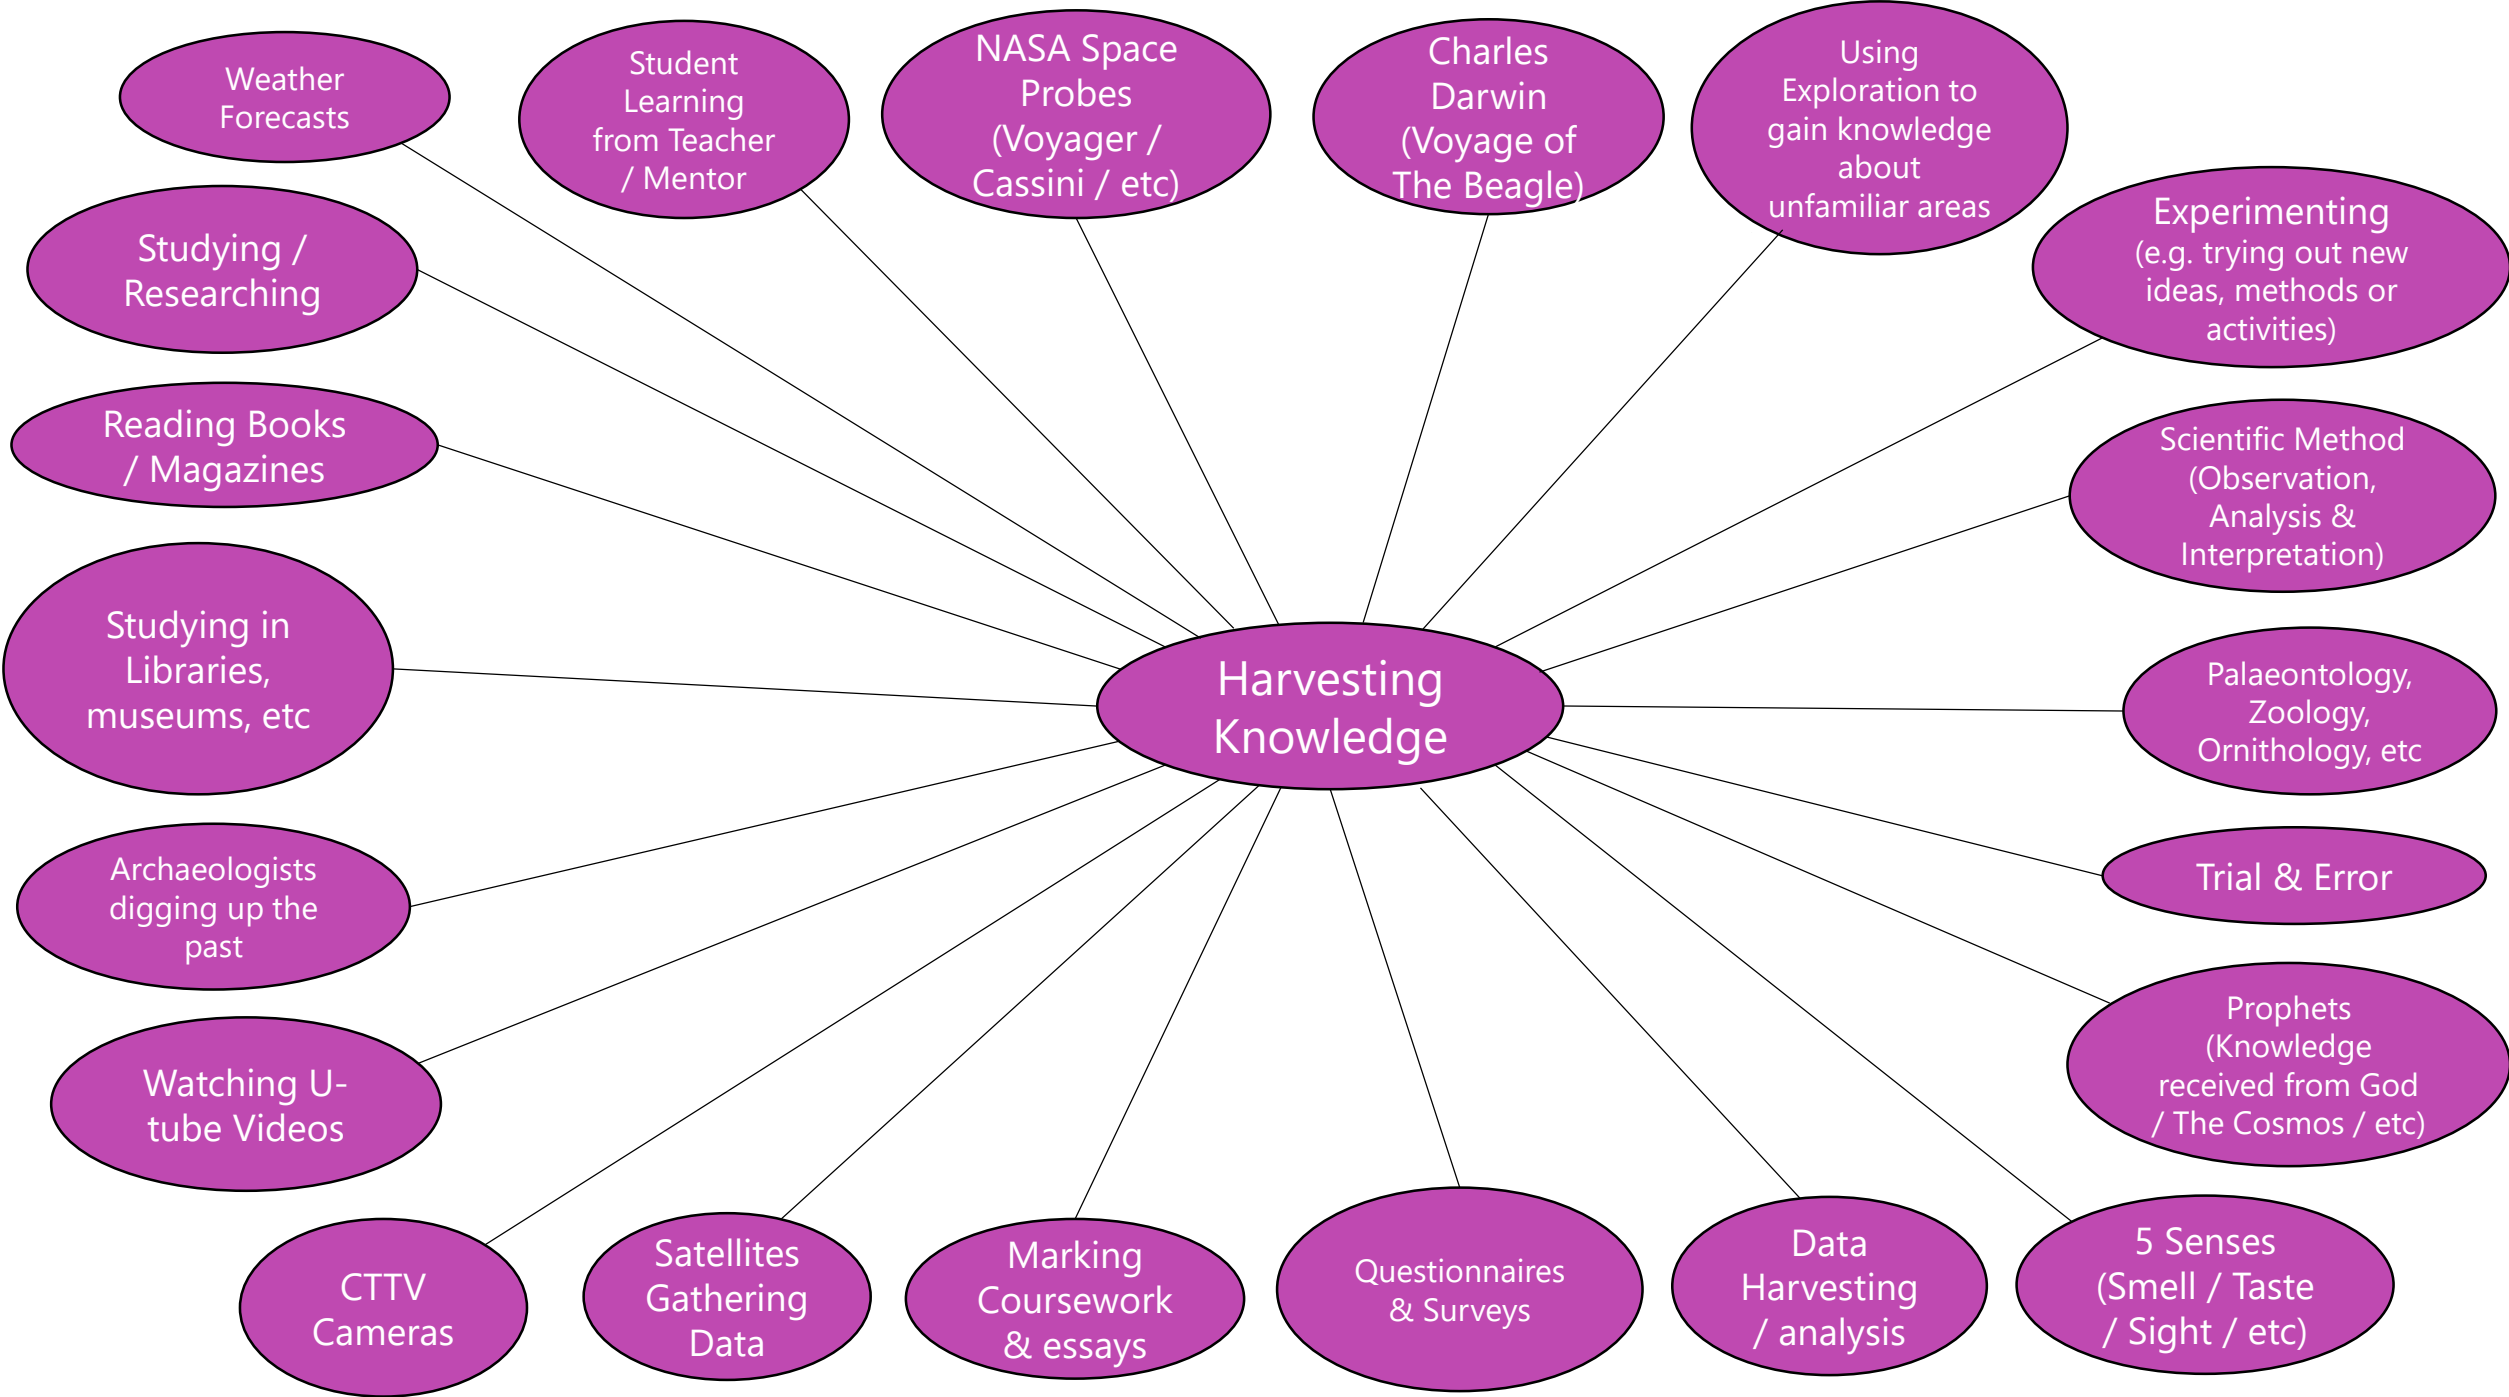 Weather
Forecasts
Student
Learning
from Teacher
/ Mentor
NASA Space
Probes
(Voyager /
Cassini / etc)
Charles
Darwin
(Voyage of
The Beagle)
Using
Exploration to
gain knowledge
about
unfamiliar areas
Experimenting
(e.g. trying out new
ideas, methods or
activities)
Studying /
Researching
Reading Books
/ Magazines
Scientific Method
(Observation,
Analysis &
Interpretation)
Studying in
Libraries,
museums, etc
Harvesting
Knowledge
Palaeontology,
Zoology,
Ornithology, etc
Archaeologists
digging up the
past
Trial & Error
Watching U-
tube Videos
Prophets
(Knowledge
received from God
/ The Cosmos / etc)
CTTV
Cameras
Satellites
Gathering
Data
Marking
Coursework
& essays
Questionnaires
& Surveys
Data
Harvesting
/ analysis
5 Senses
(Smell / Taste
/ Sight / etc)